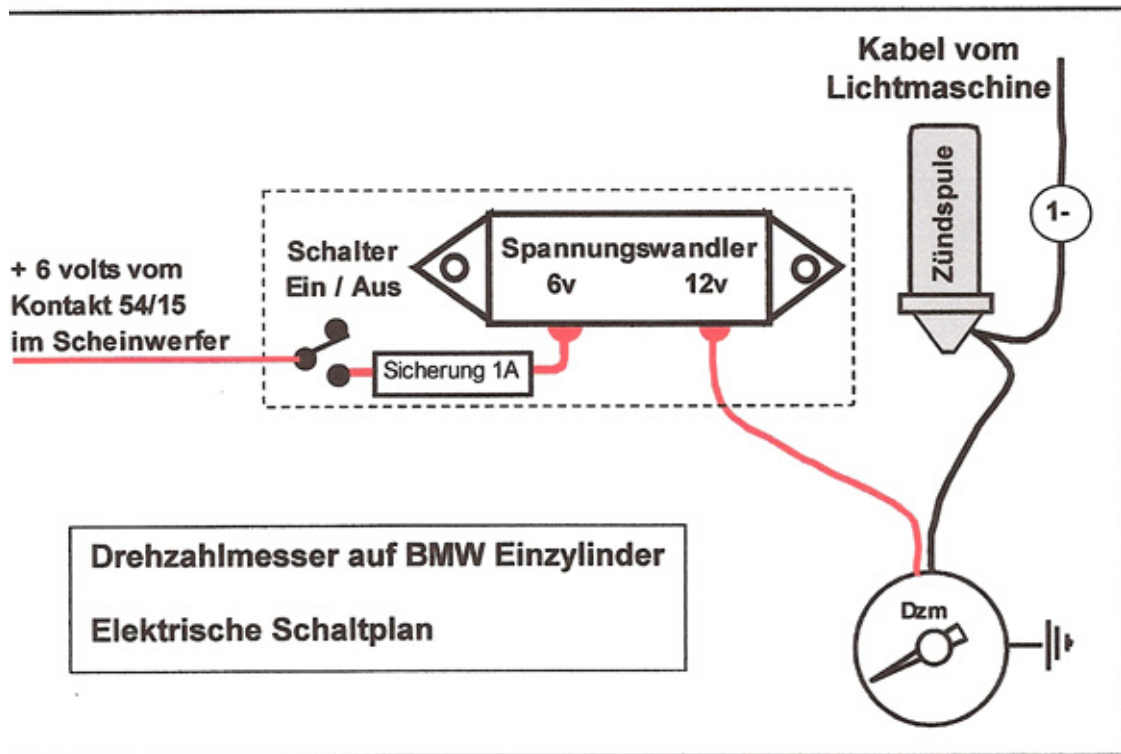 Kabel vom
Lichtmaschine
Zündspule
1-
Schalter
Ein / Aus
Spannungswandler
6v 12v
+ 6 volts vom
Kontakt 54/15
im Scheinwerfer
Sicherung 1A
Drehzahlmesser auf BMW Einzylinder
Elektrische Schaltplan
Dzm